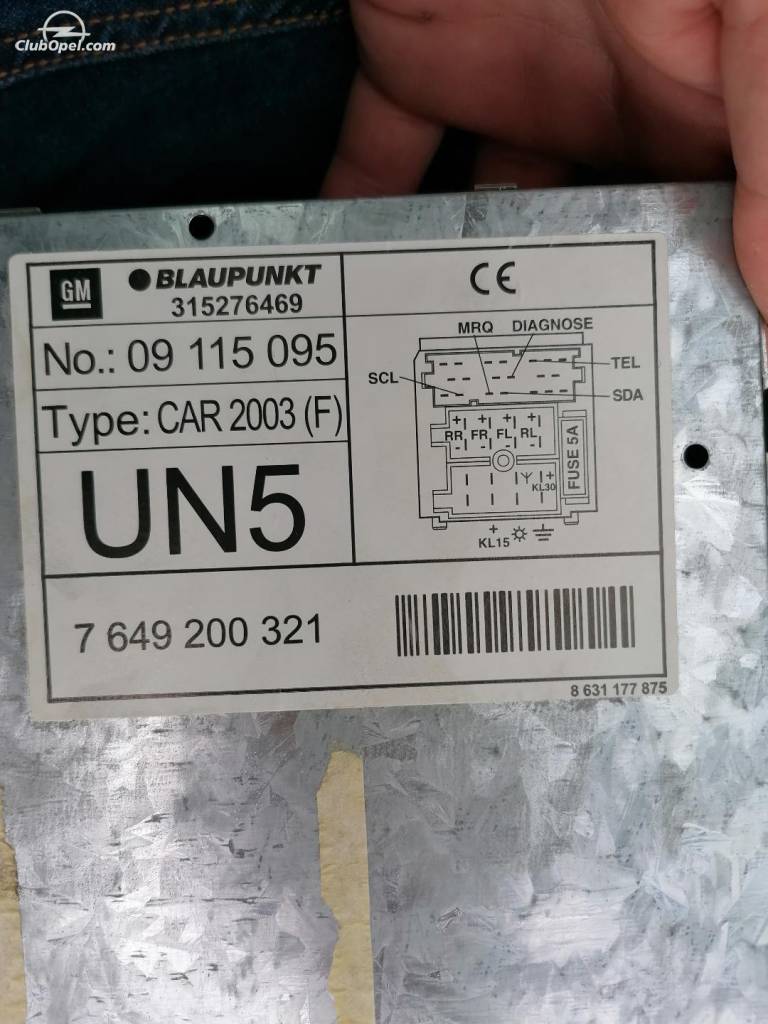 ClubOpel.com
GM
BLAUPUNKT
315276469
CE
No.: 09 115 095
Type: CAR 2003 (F)
UN5
MRQ DIAGNOSE
SCL
TEL
SDA
+ + + +
RR FR FL RL
- - - -
FUSE 5A
+
KL30
+
KL15
7 649 200 321
8 631 177 875